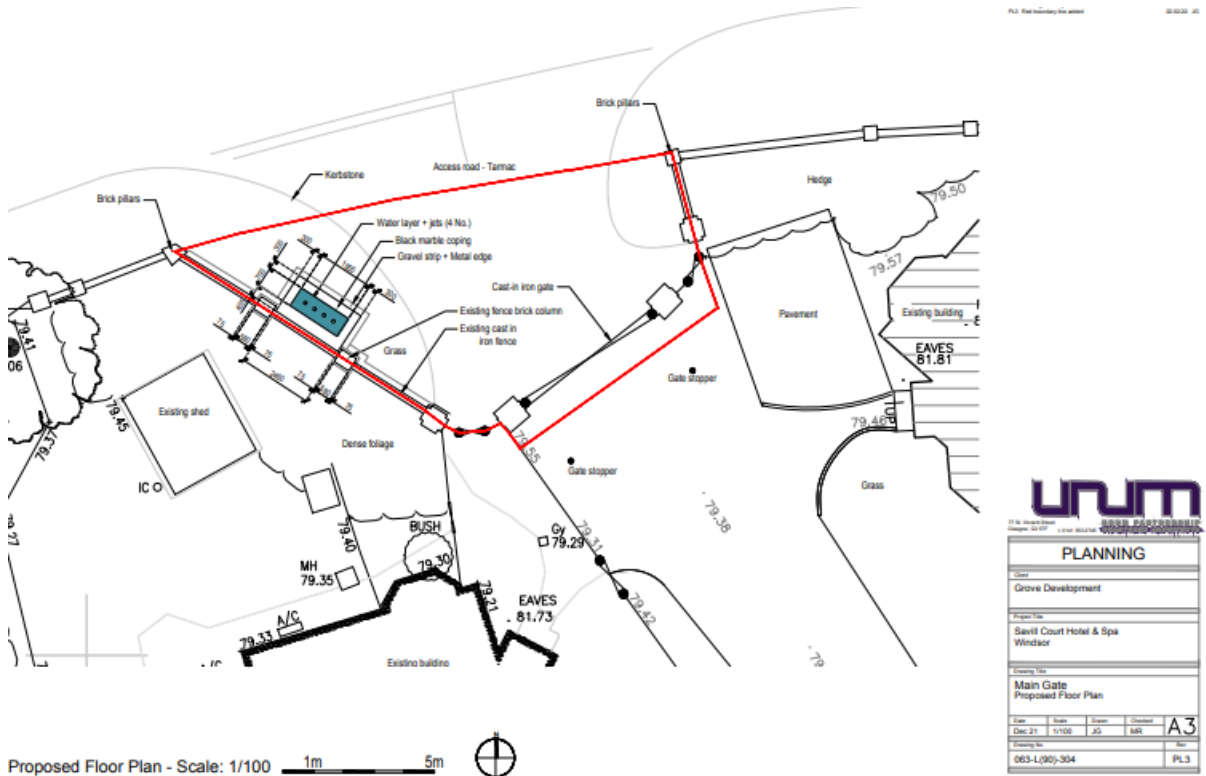 PL3 Red boundary line added 22.02.22 JG
Brick pillars
Access road - Tarmac
Kerbstone
Hedge
79.50
Brick pillars
Water layer + jets (4 No.)
Black marble coping
Gravel strip + Metal edge
79.57
Cast-in iron gate
Existing fence brick column
Existing cast in
iron fence
Pavement
Existing building
EAVES
81.81
79.41
06
Grass
2460
Gate stopper
79.45
Existing shed
79.46
79.37
Dense foliage
79.55
Gate stopper
IC
Grass
79.38
79.40
BUSH
Gy
79.29
79.31
MH
79.35
79.30
79.21
EAVES
81.73
79.42
A/C
79.33
Existing building
PLANNING
Client
Grove Development
Project Title
Savill Court Hotel & Spa
Windsor
Drawing Title
Main Gate
Proposed Floor Plan
Date Scale Drawn Checked A3
Dec 21 1/100 JG MR
Drawing No. Rev
063-L(90)-304 PL3
N
Proposed Floor Plan - Scale: 1/100 1m 5m